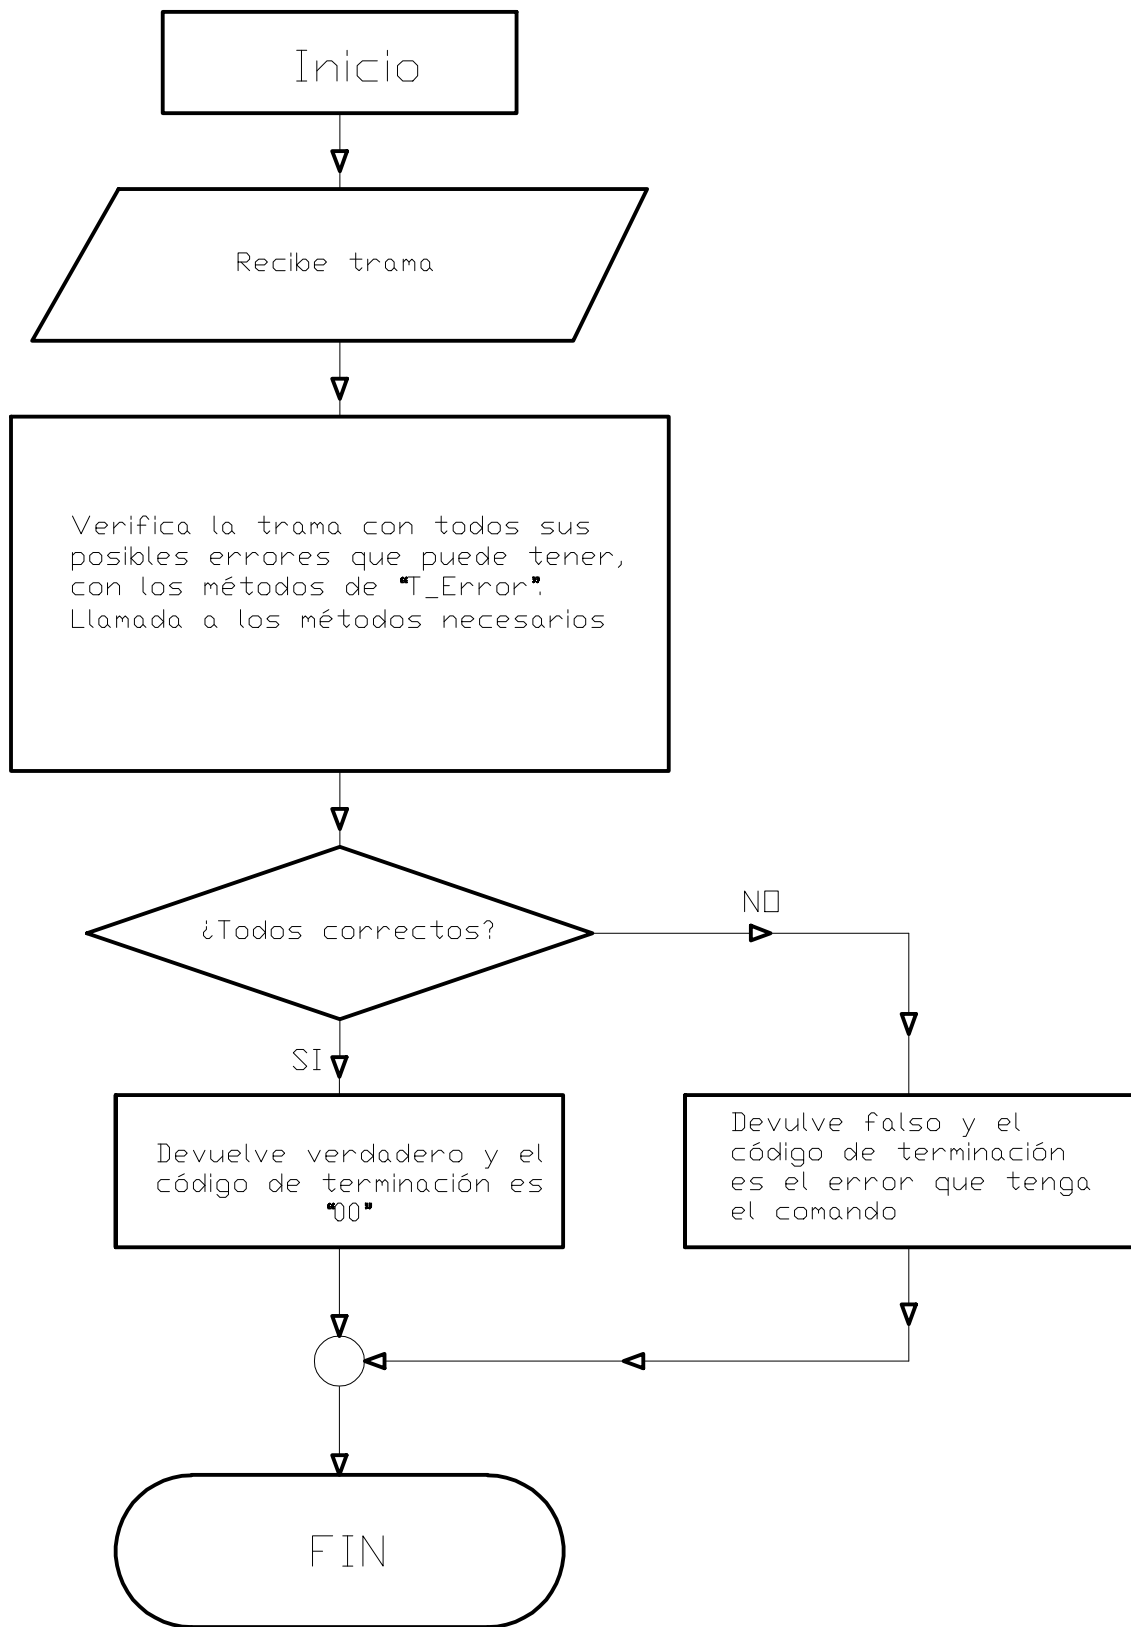 Inicio
Recibe trama
Verifica la trama con todos sus
posibles errores que puede tener,
con los métodos de “T_Error”.
Llamada a los métodos necesarios
¿Todos correctos?
NO
SI
Devuelve verdadero y el
código de terminación es
“00”
Devulve falso y el
código de terminación
es el error que tenga
el comando
FIN